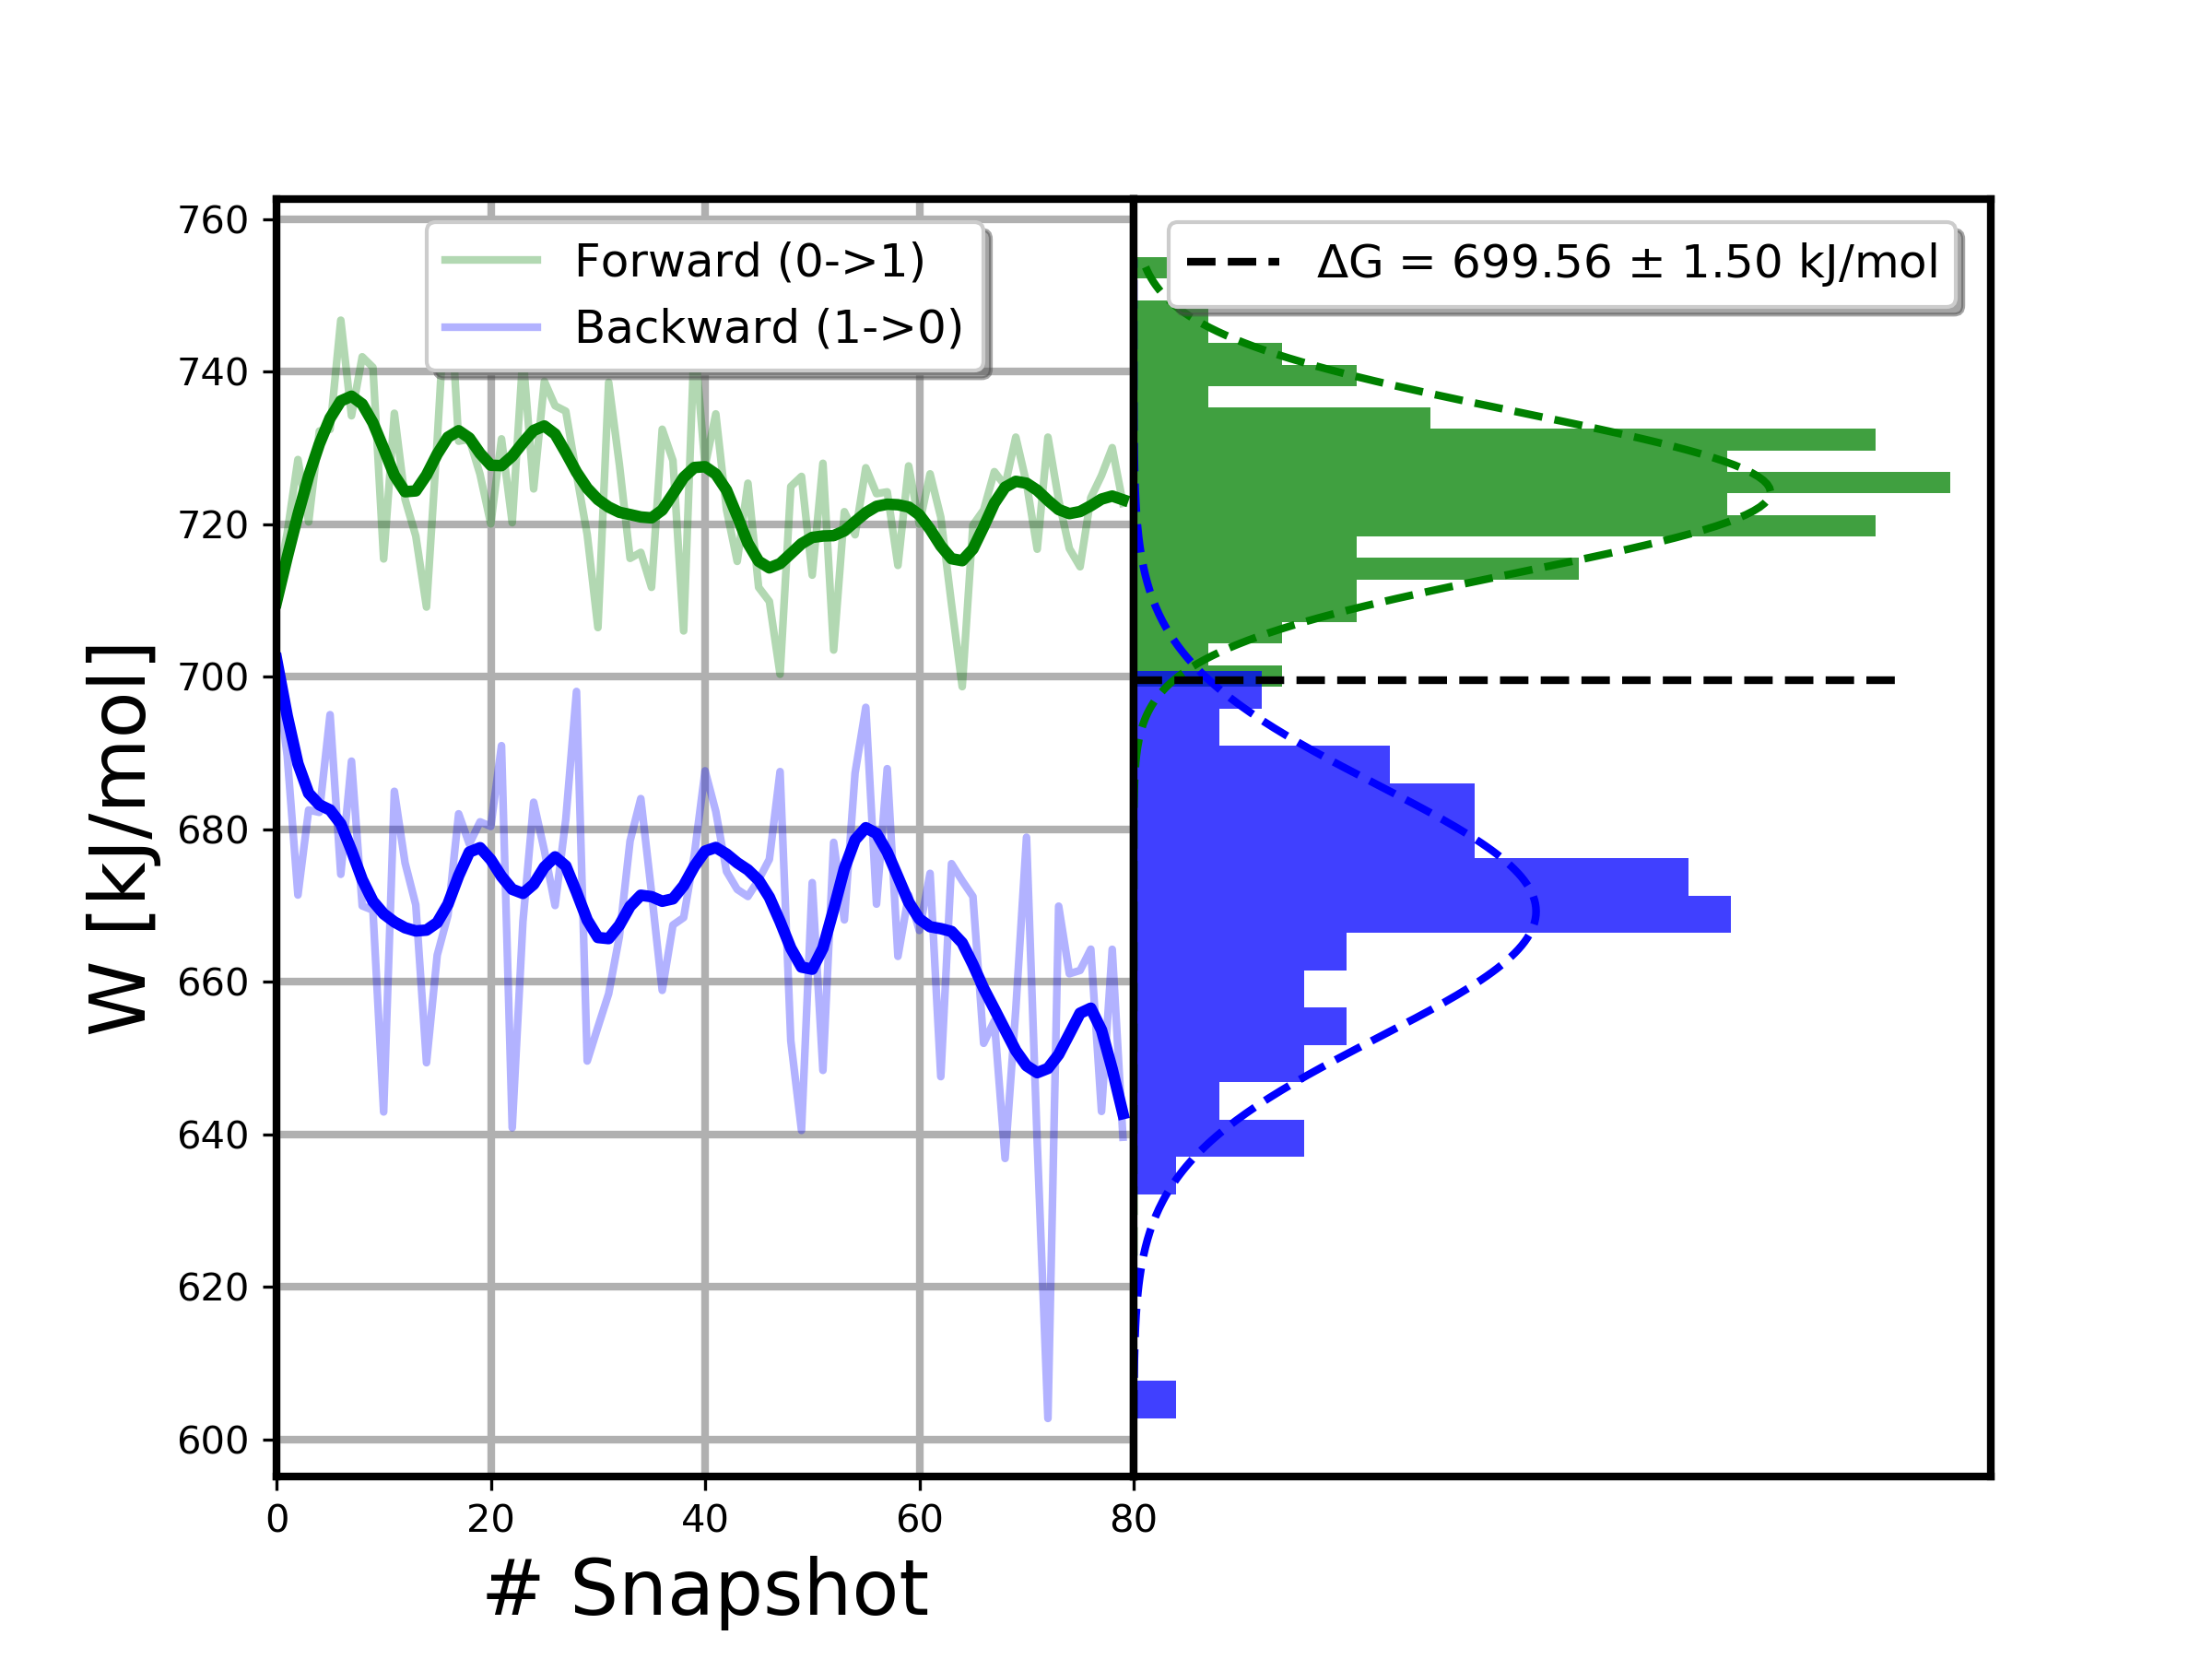 Forward (0->1)
Backward (1->0)
ΔG = 699.56 ± 1.50 kJ/mol
W [kJ/mol]
760
740
720
700
680
660
640
620
600
0 20 40 60 80
# Snapshot